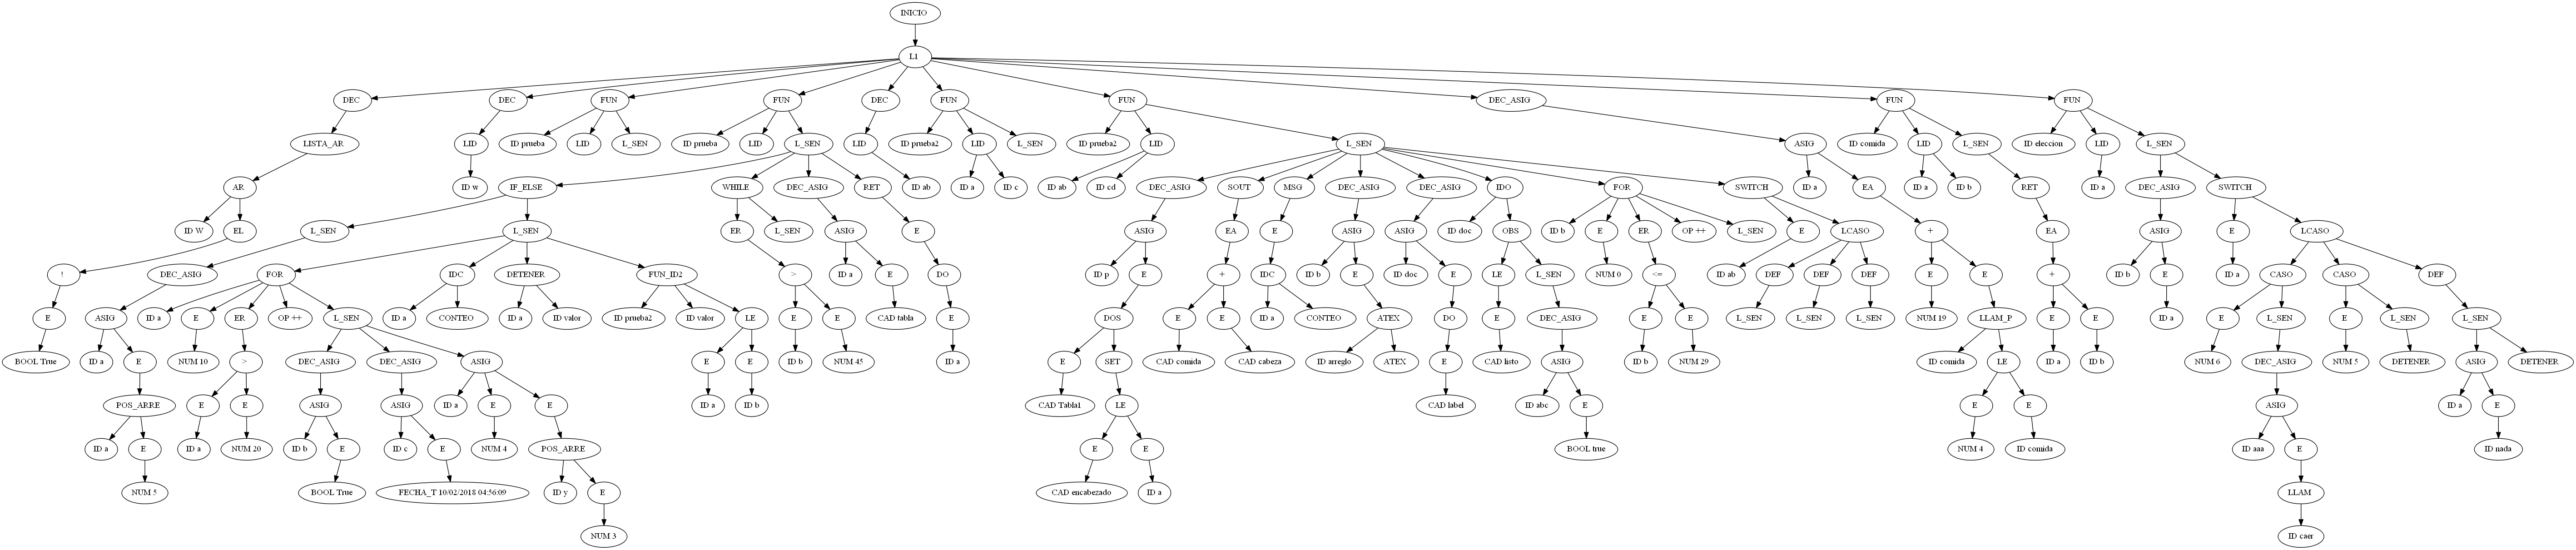 INICIO
L1
DEC DEC FUN FUN DEC FUN FUN DEC_ASIG FUN FUN
LISTA_AR LID ID prueba LID L_SEN ID prueba LID L_SEN LID ID prueba2 LID L_SEN ID prueba2 LID L_SEN ASIG ID comida LID L_SEN ID eleccion LID L_SEN
AR ID w IF_ELSE WHILE DEC_ASIG RET ID ab ID a ID c ID ab ID cd DEC_ASIG SOUT MSG DEC_ASIG DEC_ASIG IDO FOR SWITCH ID a EA ID a ID b RET ID a DEC_ASIG SWITCH
ID W EL L_SEN L_SEN ER L_SEN ASIG E ASIG EA E ASIG ASIG ID doc OBS ID b E ER OP ++ L_SEN E LCASO + EA ASIG E LCASO
! DEC_ASIG FOR IDC DETENER FUN_ID2 > ID a E DO ID p E + IDC ID b E ID doc E LE L_SEN NUM 0 <= ID ab DEF DEF DEF E E + ID b E ID a CASO CASO DEF
E ASIG ID a E ER OP ++ L_SEN ID a CONTEO ID a ID valor ID prueba2 ID valor LE E E CAD tabla E DOS E E ID a CONTEO ATEX DO E DEC_ASIG E E L_SEN L_SEN L_SEN NUM 19 LLAM_P E E ID a E L_SEN E L_SEN L_SEN
BOOL True ID a E NUM 10 > DEC_ASIG DEC_ASIG ASIG E E ID b NUM 45 ID a E SET CAD comida CAD cabeza ID arreglo ATEX E CAD listo ASIG ID b NUM 29 ID comida LE ID a ID b NUM 6 DEC_ASIG NUM 5 DETENER ASIG DETENER
POS_ARRE E E ASIG ASIG ID a E E ID a ID b CAD Tabla1 LE CAD label ID abc E E E ASIG ID a E
ID a E ID a NUM 20 ID b E ID c E NUM 4 POS_ARRE E E BOOL true NUM 4 ID comida ID aaa E ID nada
NUM 5 BOOL True FECHA_T 10/02/2018 04:56:09 ID y E CAD encabezado ID a LLAM
NUM 3 ID caer